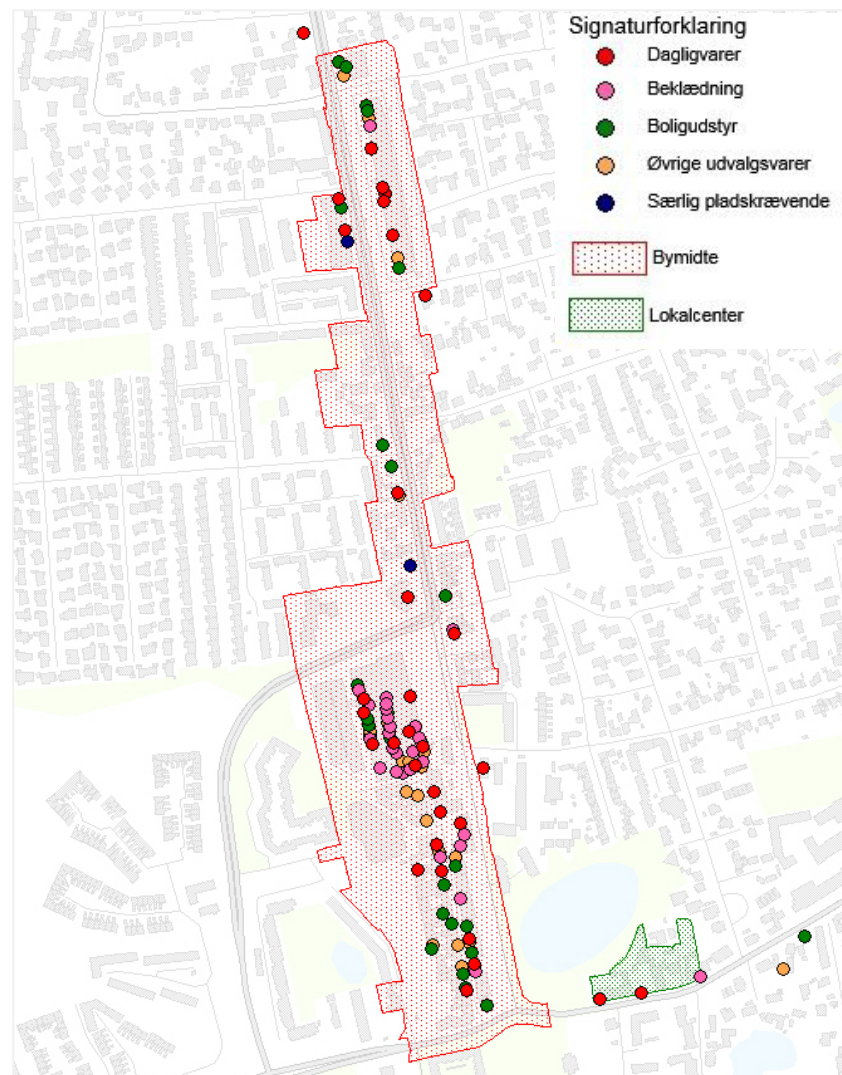 Signaturforklaring
Dagligvarer
Beklædning
Boligudstyr
Øvrige udvalgsvarer
Særlig pladskrævende
Bymidte
Lokalcenter